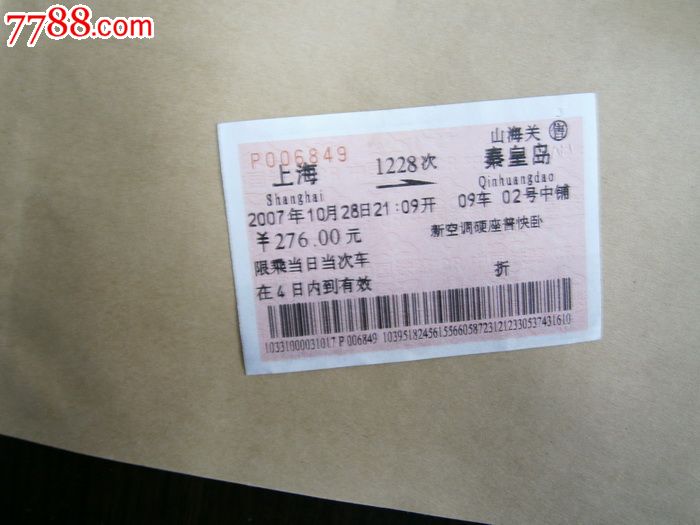 7788.com
P006849
山海关 售
上海 1228次 秦皇岛
Shanghai Qinhuangdao
2007年10月28日21:09开 09车 02号中铺
¥276.00元 新空调硬座普快卧
限乘当日当次车
在4日内到有效 折
10331000031017 P 006849 10395182456155660587231212330537431610